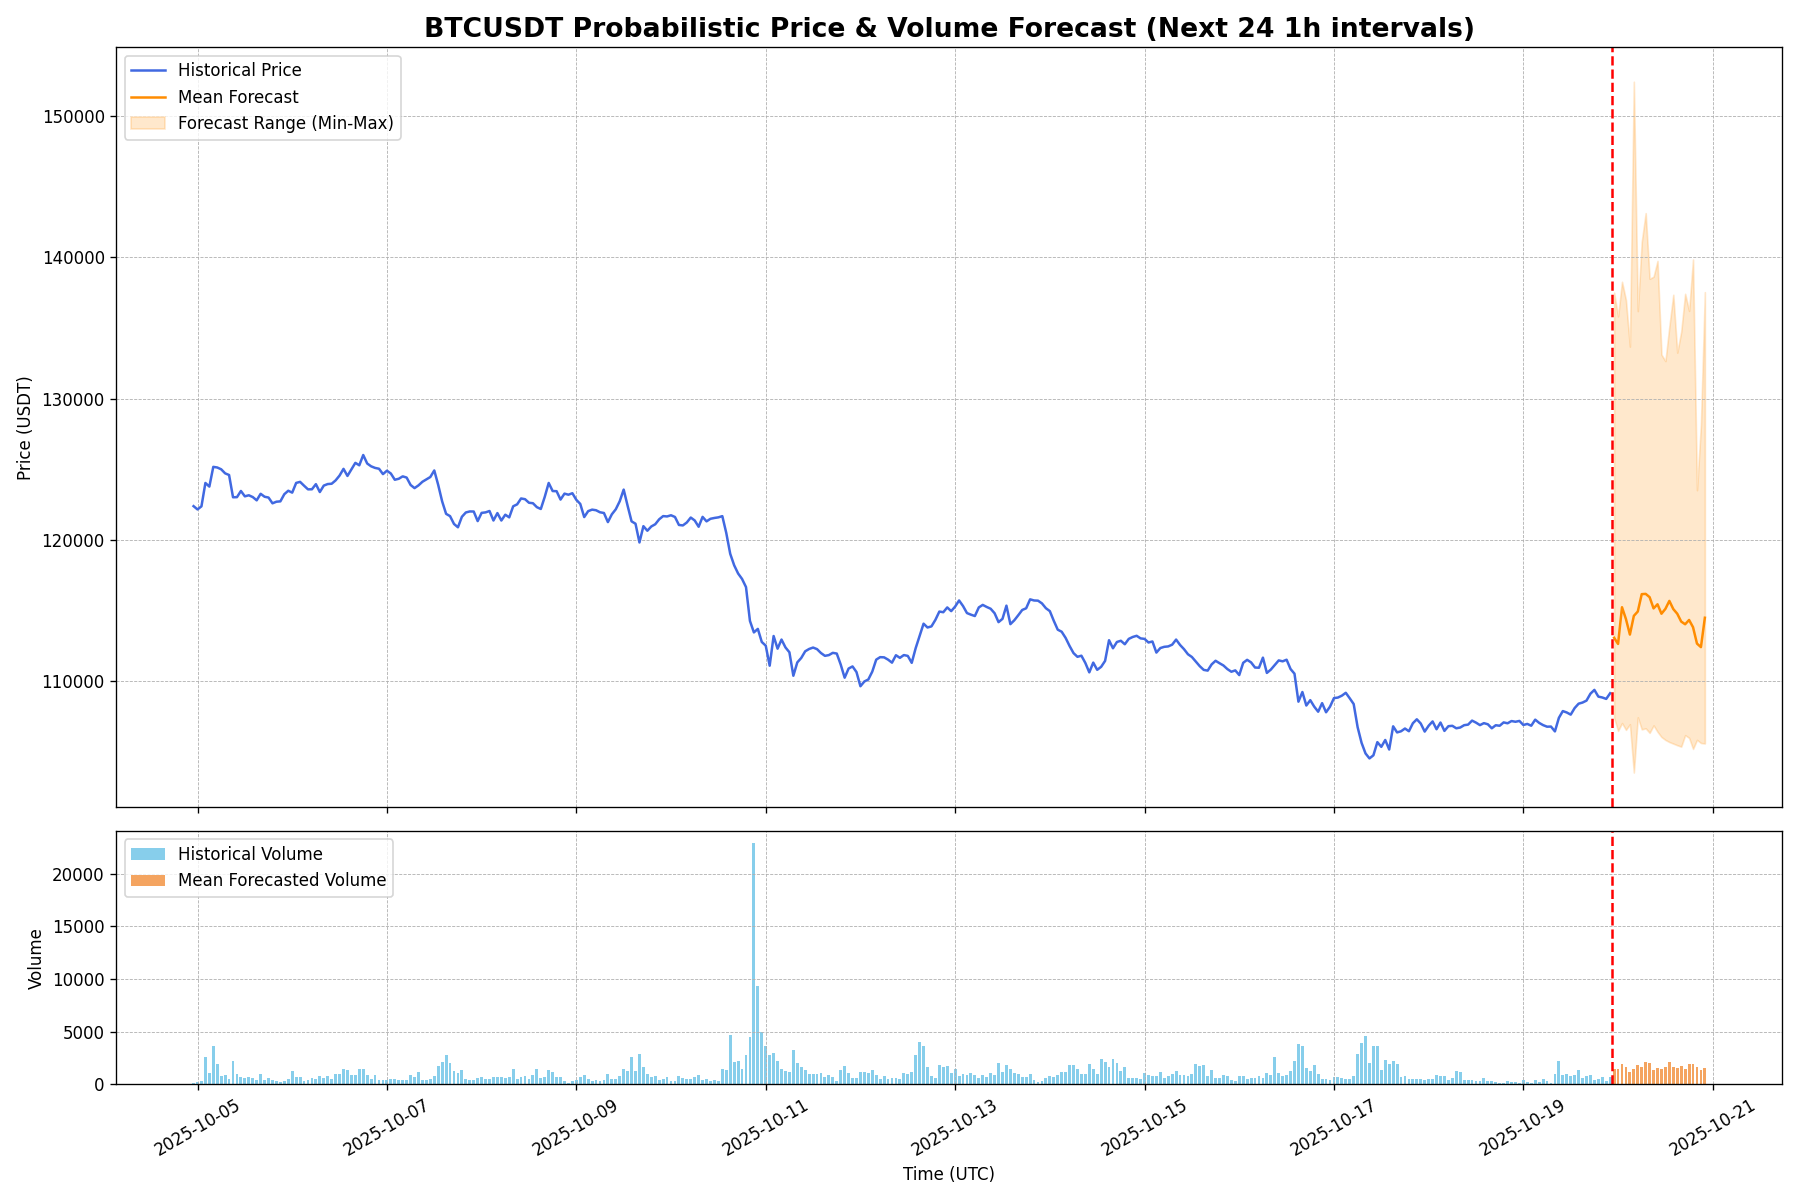 BTCUSDT Probabilistic Price & Volume Forecast (Next 24 1h intervals)
Historical Price
Mean Forecast
Forecast Range (Min-Max)
Price (USDT)
150000
140000
130000
120000
110000
Historical Volume
Mean Forecasted Volume
Volume
20000
15000
10000
5000
0
2025-10-05
2025-10-07
2025-10-09
2025-10-11
2025-10-13
2025-10-15
2025-10-17
2025-10-19
2025-10-21
Time (UTC)